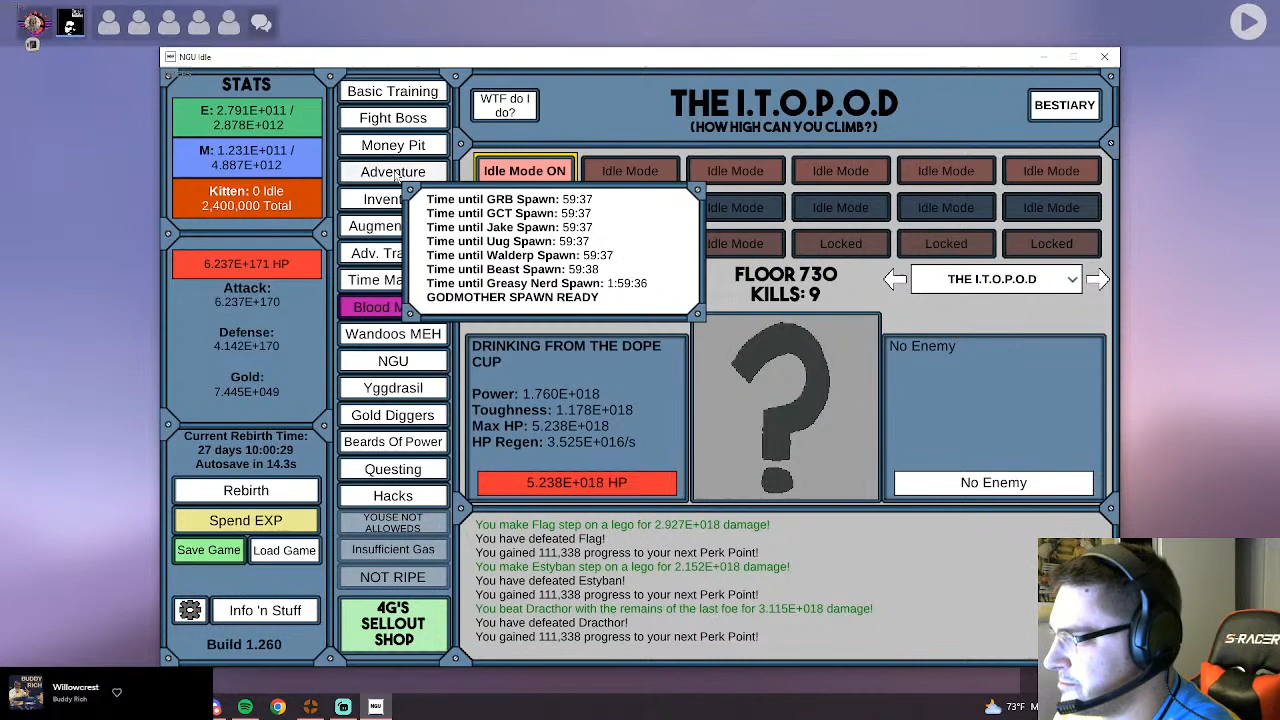 NGU Idle
STATS
E: 2.791E+011 /
2.878E+012
M: 1.231E+011 /
4.887E+012
Kitten: 0 Idle
2,400,000 Total
6.237E+171 HP
Attack:
6.237E+170
Defense:
4.142E+170
Gold:
7.445E+049
Current Rebirth Time:
27 days 10:00:29
Autosave in 14.3s
Rebirth
Spend EXP
Save Game
Load Game
Info 'n Stuff
Build 1.260
Basic Training
Fight Boss
Money Pit
Adventure
Invent
Augmen
Adv. Tra
Time Ma
Blood M
Wandoos MEH
NGU
Yggdrasil
Gold Diggers
Beards Of Power
Questing
Hacks
YOUSE NOT
ALLOWEDS
Insufficient Gas
NOT RIPE
4G'S
SELLOUT
SHOP
WTF do I
do?
THE I.T.O.P.O.D
(HOW HIGH CAN YOU CLIMB?)
BESTIARY
Idle Mode ON
Idle Mode
Idle Mode
Idle Mode
Idle Mode
Idle Mode
Idle Mode
Idle Mode
Idle Mode
Idle Mode
Idle Mode
Locked
Locked
Locked
Time until GRB Spawn: 59:37
Time until GCT Spawn: 59:37
Time until Jake Spawn: 59:37
Time until Uug Spawn: 59:37
Time until Walderp Spawn: 59:37
Time until Beast Spawn: 59:38
Time until Greasy Nerd Spawn: 1:59:36
GODMOTHER SPAWN READY
FLOOR 730
KILLS: 9
THE I.T.O.P.O.D
DRINKING FROM THE DOPE
CUP
Power: 1.760E+018
Toughness: 1.178E+018
Max HP: 5.238E+018
HP Regen: 3.525E+016/s
5.238E+018 HP
?
No Enemy
No Enemy
You make Flag step on a lego for 2.927E+018 damage!
You have defeated Flag!
You gained 111,338 progress to your next Perk Point!
You make Estyban step on a lego for 2.152E+018 damage!
You have defeated Estyban!
You gained 111,338 progress to your next Perk Point!
You beat Dracthor with the remains of the last foe for 3.115E+018 damage!
You have defeated Dracthor!
You gained 111,338 progress to your next Perk Point!
S-RACER
BUDDY
RICH
Willowcrest
Buddy Rich
NGU
73°F M